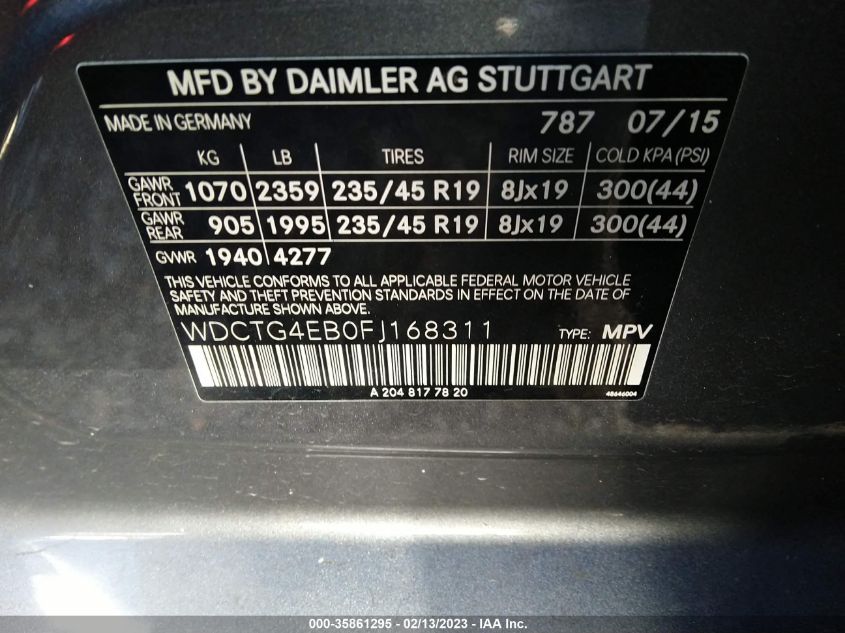 MFD BY DAIMLER AG STUTTGART
MADE IN GERMANY 787 07/15
KG LB TIRES RIM SIZE COLD KPA (PSI)
GAWR FRONT 1070 2359 235/45 R19 8Jx19 300(44)
GAWR REAR 905 1995 235/45 R19 8Jx19 300(44)
GVWR 1940 4277
THIS VEHICLE CONFORMS TO ALL APPLICABLE FEDERAL MOTOR VEHICLE
SAFETY AND THEFT PREVENTION STANDARDS IN EFFECT ON THE DATE OF
MANUFACTURE SHOWN ABOVE.
WDCTG4EB0FJ168311 TYPE: MPV
A 204 817 78 20 48646004
000-35861295 - 02/13/2023 - IAA Inc.